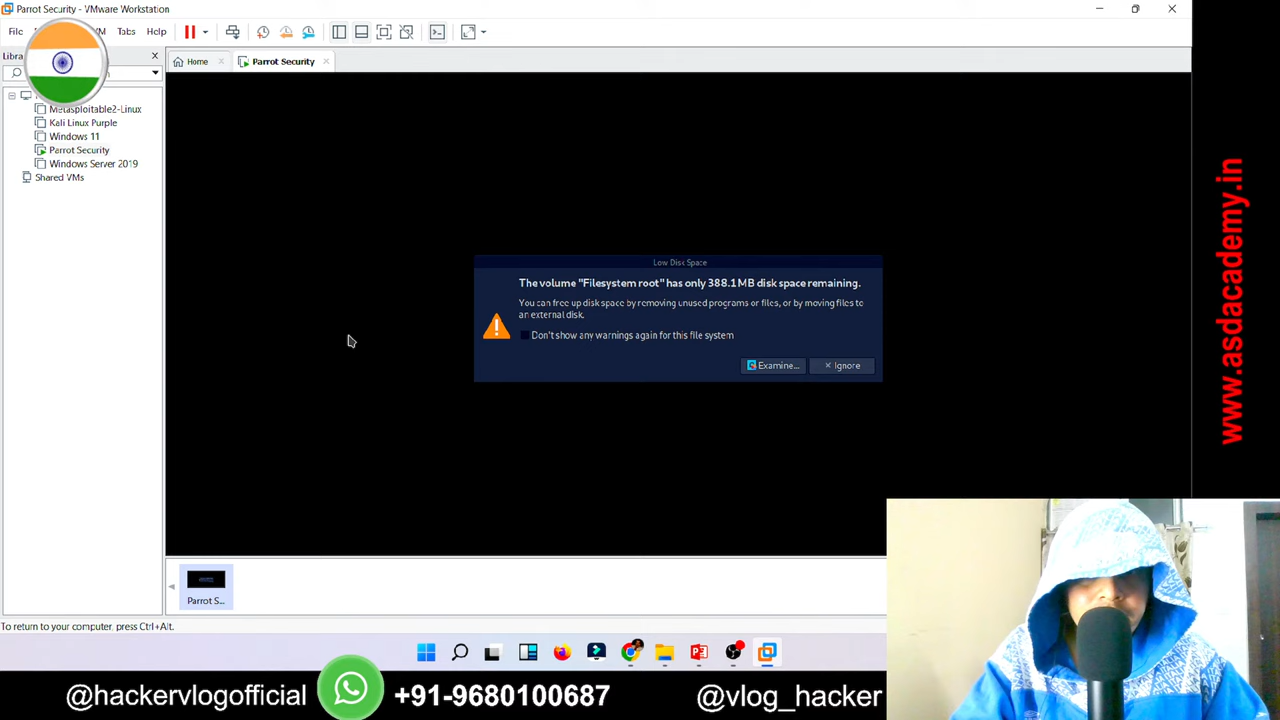 Parrot Security - VMware Workstation
File
VM
Tabs
Help
Libra
Home
Parrot Security
Metasploitable2-Linux
Kali Linux Purple
Windows 11
Parrot Security
Windows Server 2019
Shared VMs
Low Disk Space
The volume "Filesystem root" has only 388.1 MB disk space remaining.
You can free up disk space by removing unused programs or files, or by moving files to
an external disk.
Don't show any warnings again for this file system
Examine...
Ignore
Parrot S...
To return to your computer, press Ctrl+Alt.
www.asdacademy.in
@hackervlogofficial
+91-9680100687
@vlog_hacker